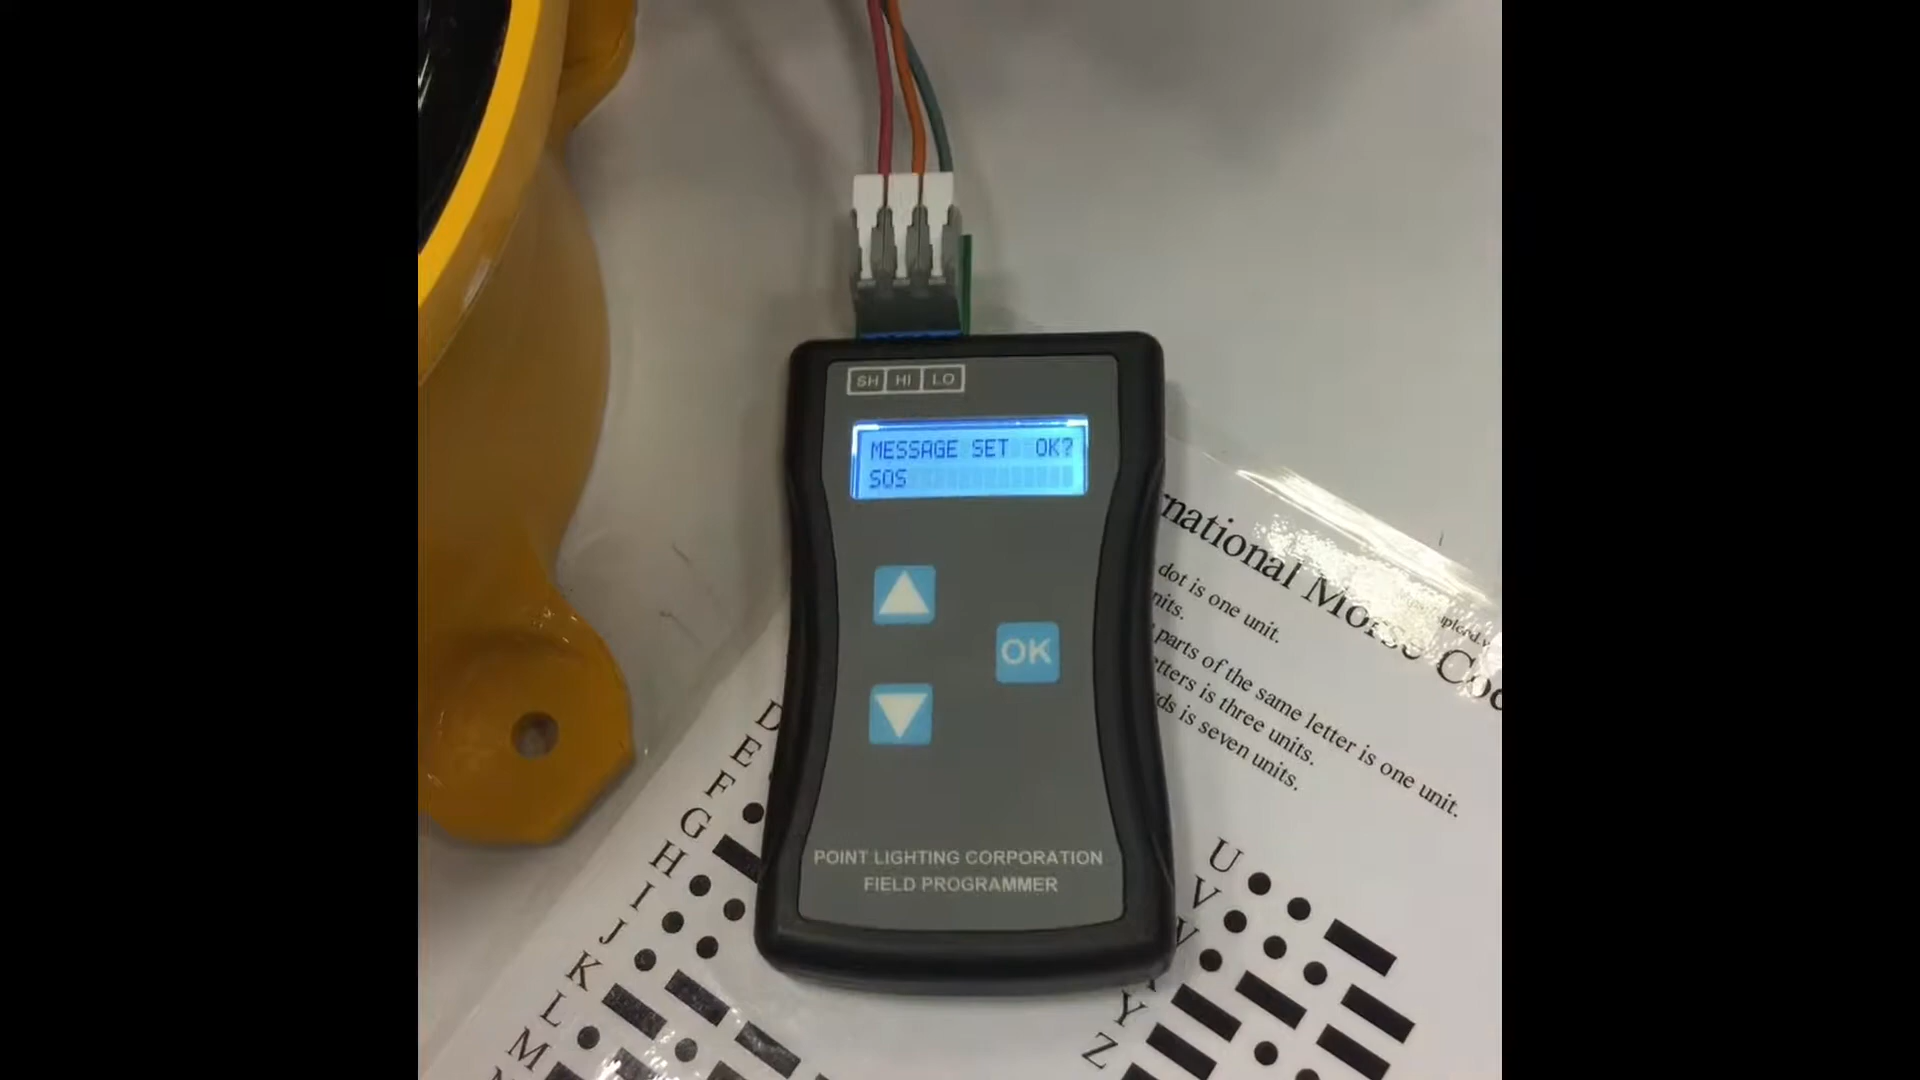 SH HI LO
MESSAGE SET OK?
SOS
OK
POINT LIGHTING CORPORATION
FIELD PROGRAMMER
rnational Morse Co
dot is one unit.
nits.
parts of the same letter is one unit.
etters is three units.
ds is seven units.
D
E
F
G
H
I
J
K
L
M
U
V
Y
Z